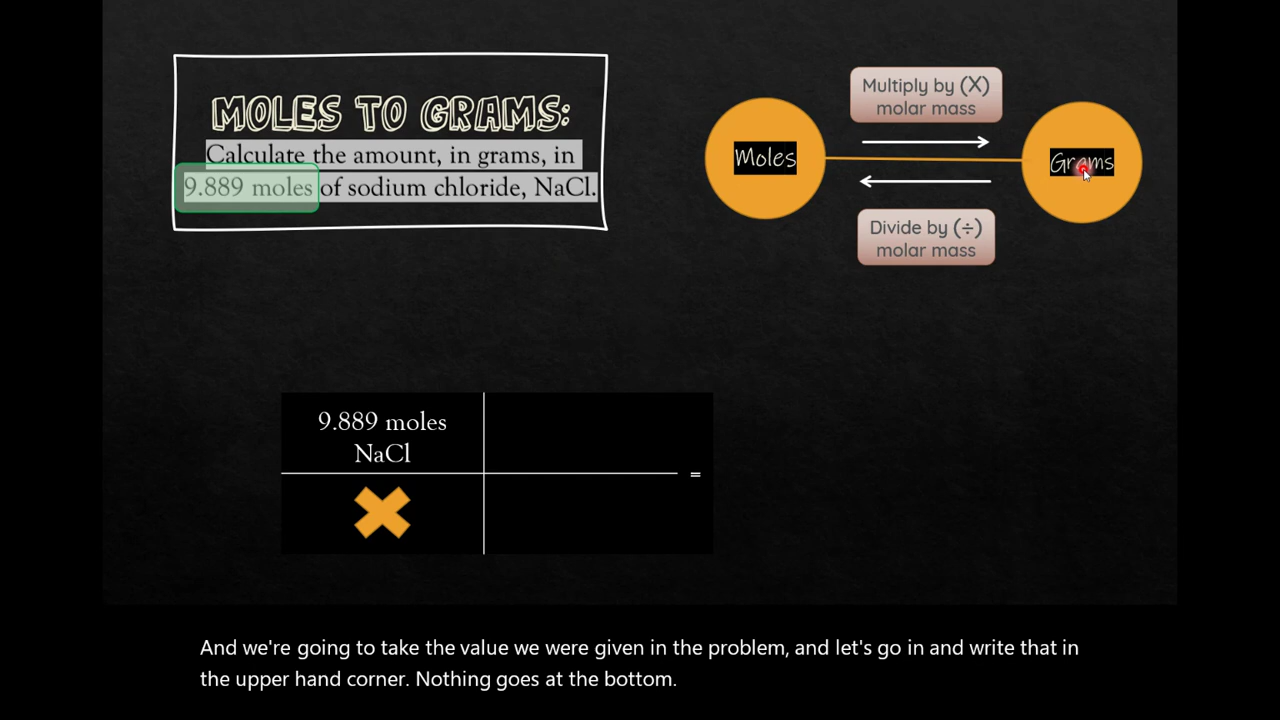 MOLES TO GRAMS:
Calculate the amount, in grams, in
9.889 moles of sodium chloride, NaCl.
Multiply by (X)
molar mass
Moles
Grams
Divide by (÷)
molar mass
9.889 moles
NaCl
=
And we're going to take the value we were given in the problem, and let's go in and write that in
the upper hand corner. Nothing goes at the bottom.